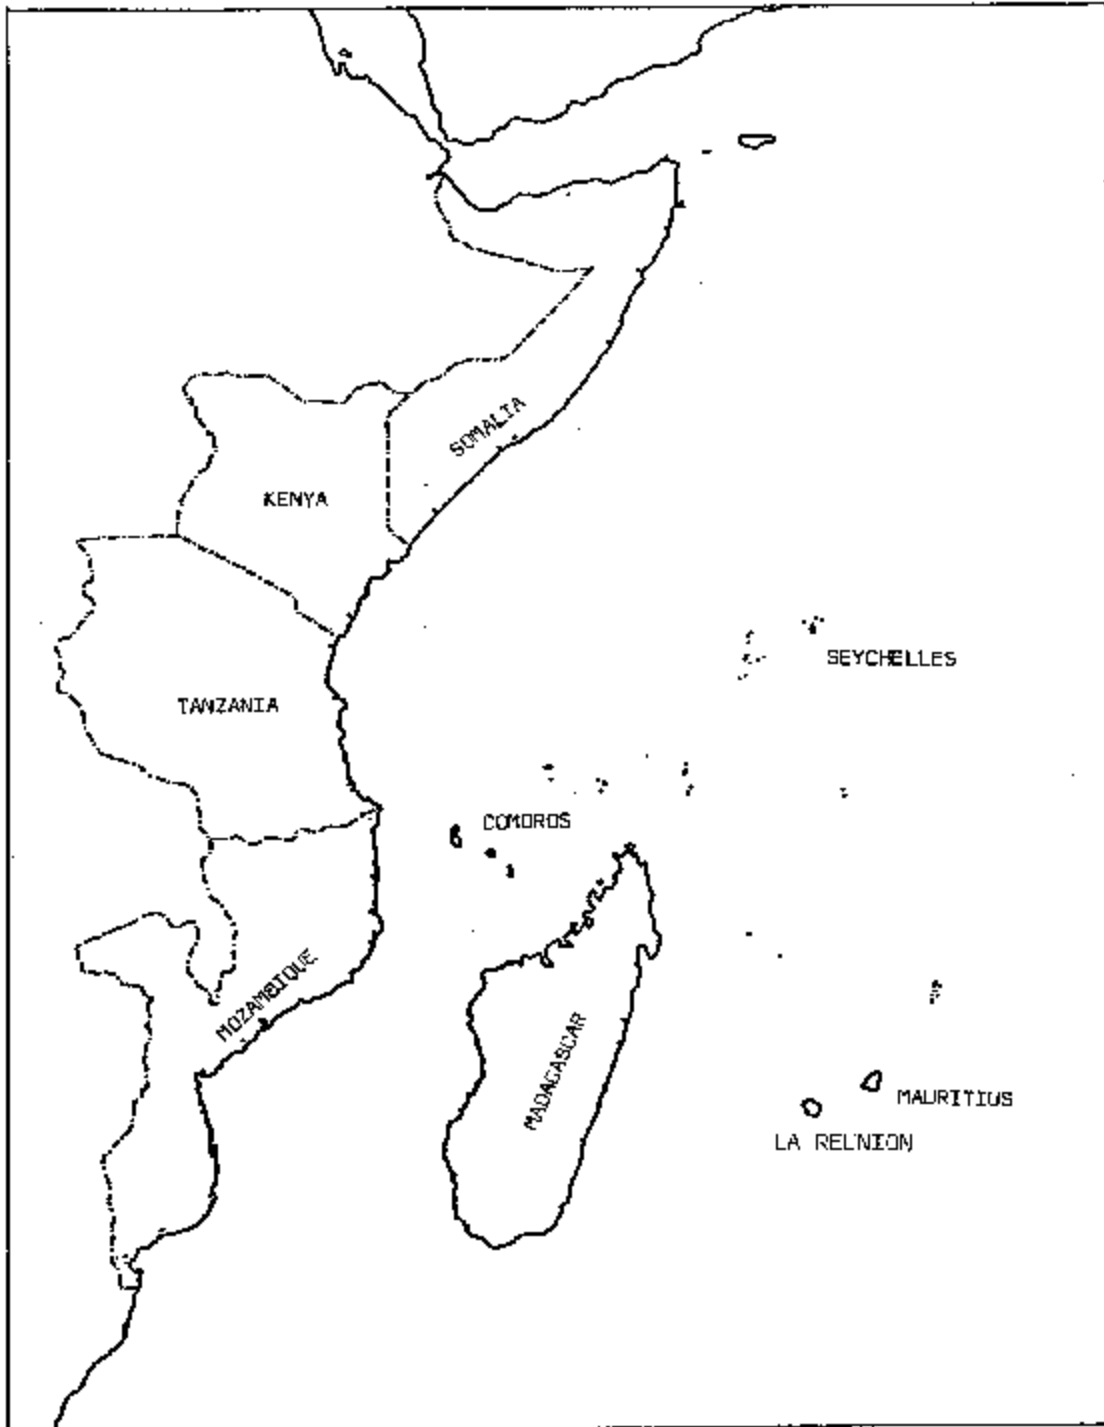 SOMALIA
KENYA
SEYCHELLES
TANZANIA
COMOROS
MOZAMBIQUE
MADAGASCAR
MAURITIUS
LA REUNION